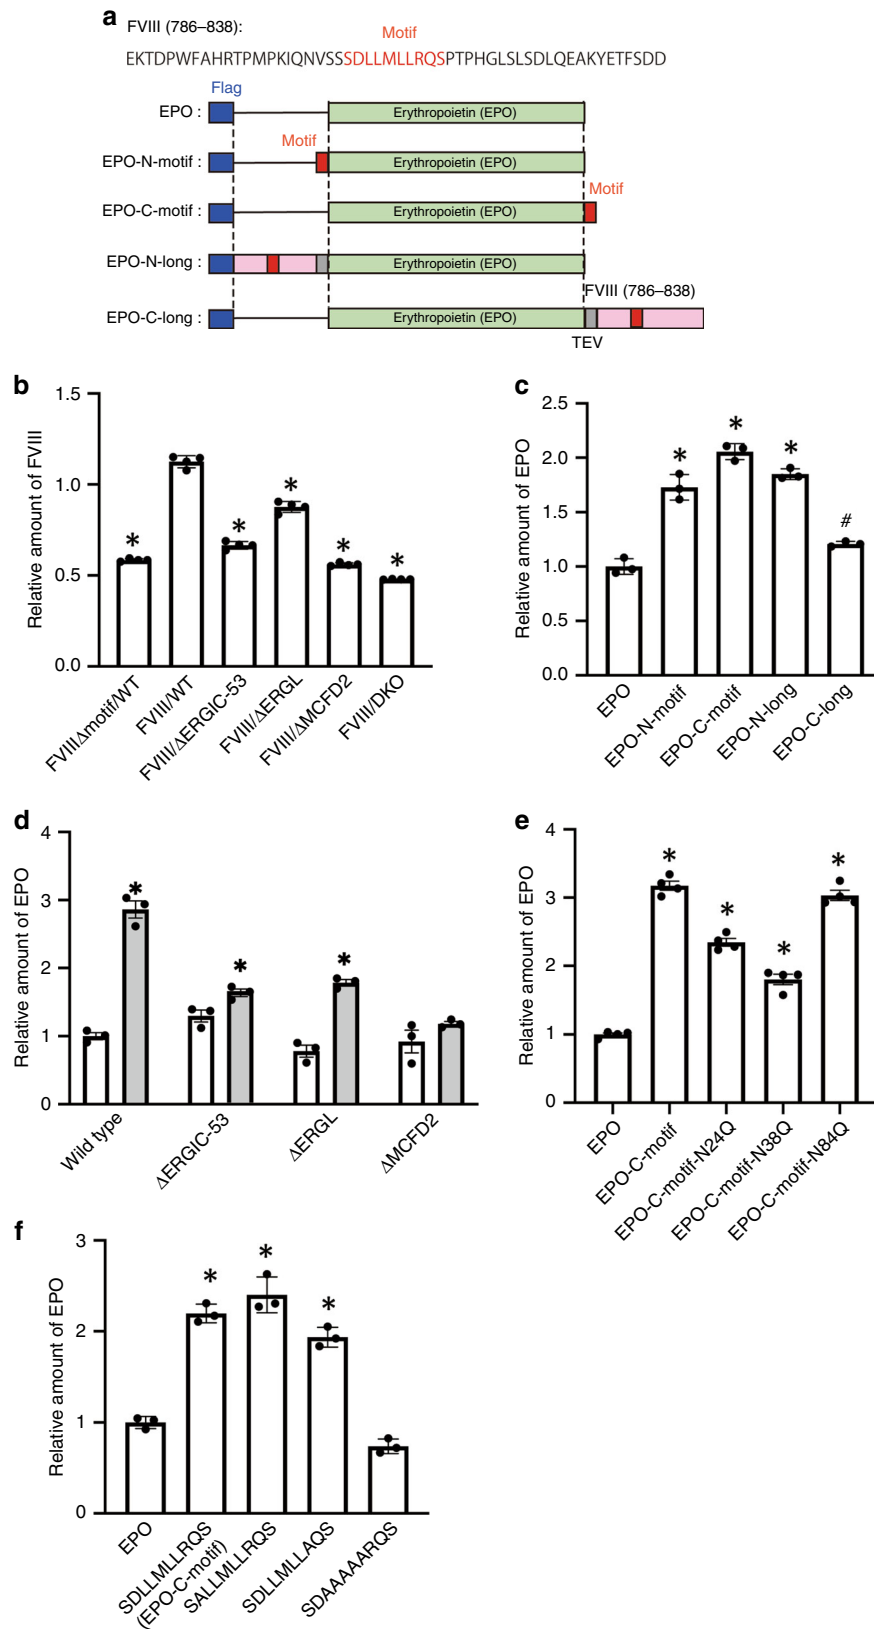 a
FVIII (786–838):
Motif
EKTDPWFAHRTPMPKIQNVSSSDLLMLLRQSPTPHGLSLSDLQEAKYETFSDD
Flag
EPO :
Erythropoietin (EPO)
Motif
EPO-N-motif :
Erythropoietin (EPO)
Motif
EPO-C-motif :
Erythropoietin (EPO)
EPO-N-long :
Erythropoietin (EPO)
FVIII (786–838)
EPO-C-long :
Erythropoietin (EPO)
TEV
b
Relative amount of FVIII
1.5
1.0
0.5
0.0
* * * * *
FVIIIΔmotif/WT
FVIII/WT
FVIII/ΔERGIC-53
FVIII/ΔERGL
FVIII/ΔMCFD2
FVIII/DKO
c
Relative amount of EPO
2.5
2.0
1.5
1.0
0.5
0.0
* * * #
EPO
EPO-N-motif
EPO-C-motif
EPO-N-long
EPO-C-long
d
Relative amount of EPO
4
3
2
1
0
* * *
Wild type
ΔERGIC-53
ΔERGL
ΔMCFD2
e
Relative amount of EPO
4
3
2
1
0
* * * *
EPO
EPO-C-motif
EPO-C-motif-N24Q
EPO-C-motif-N38Q
EPO-C-motif-N84Q
f
Relative amount of EPO
3
2
1
0
* * *
EPO
SDLLMLLRQS
(EPO-C-motif)
SALLMLLRQS
SDLLMLLAQS
SDAAAAARQS